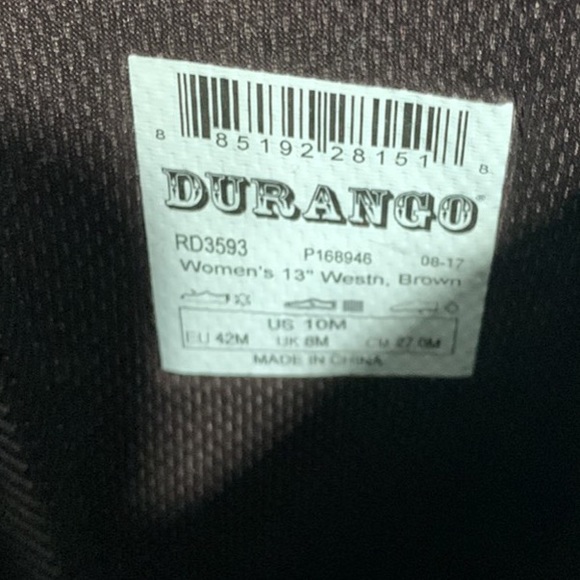 8 85192 28151 8
DURANGO
RD3593 P168946 08-17
Women's 13" Westn, Brown
US 10M
EU 42M UK 8M CM 27.0M
MADE IN CHINA